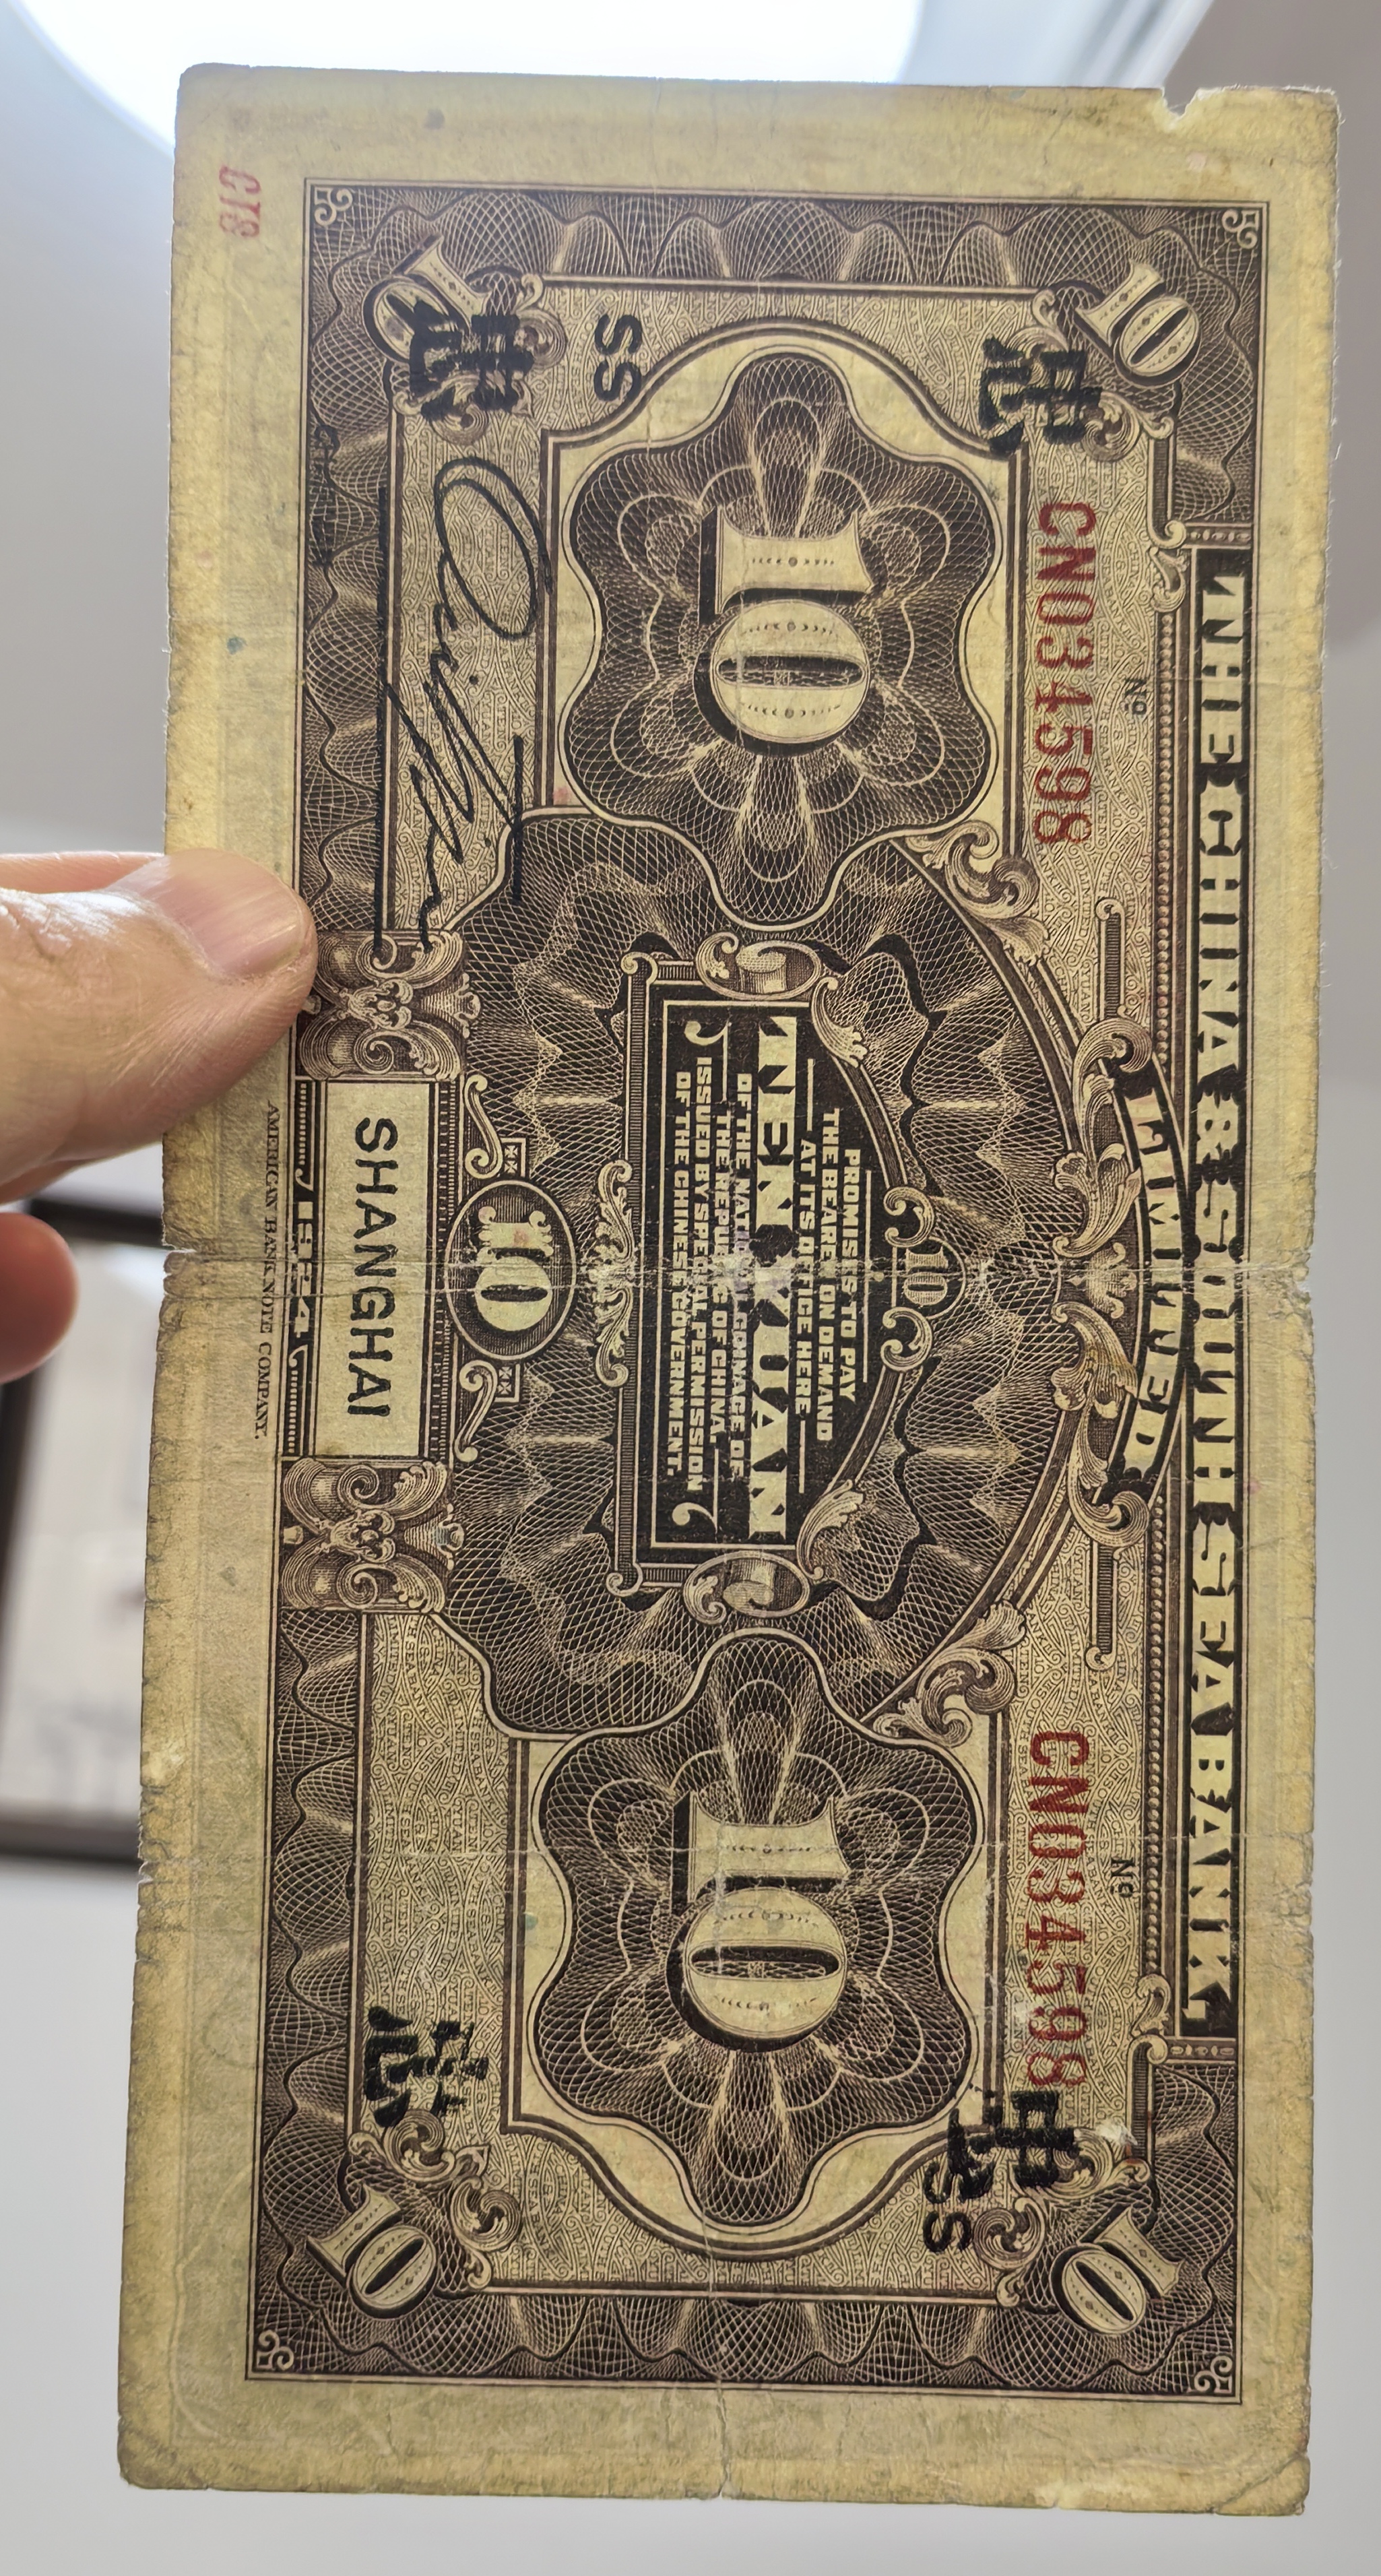 THE CHINA & SOUTH SEA BANK
LIMITED
10
10
Nº
Nº
CN034598
CN034598
SS
10
PROMISES TO PAY
THE BEARER ON DEMAND
AT ITS OFFICE HERE
TEN YUAN
OF THE NATIONAL COINAGE OF
THE REPUBLIC OF CHINA.
ISSUED BY SPECIAL PERMISSION
OF THE CHINESE GOVERNMENT.
10
10
SS
10
10
10
SHANGHAI
1924
AMERICAN BANK NOTE COMPANY.